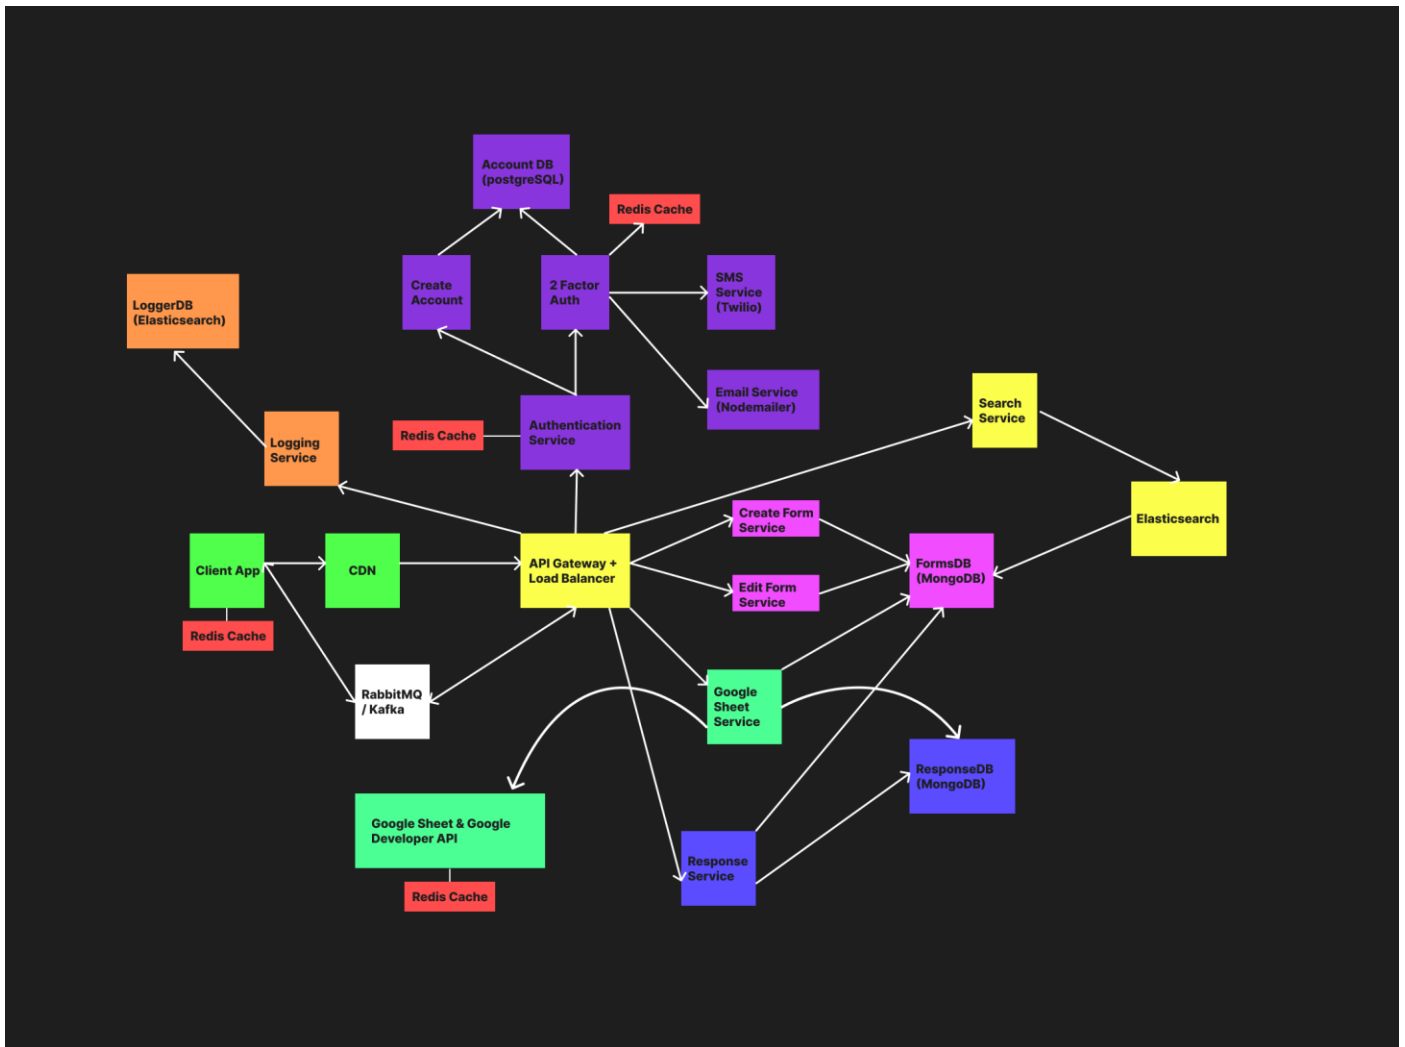 Account DB
(postgreSQL)
Redis Cache
Create
Account
2 Factor
Auth
SMS
Service
(Twilio)
LoggerDB
(Elasticsearch)
Email Service
(Nodemailer)
Search
Service
Redis Cache
Authentication
Service
Logging
Service
Elasticsearch
Create Form
Service
Client App
CDN
API Gateway +
Load Balancer
FormsDB
(MongoDB)
Edit Form
Service
Redis Cache
RabbitMQ
/ Kafka
Google
Sheet
Service
ResponseDB
(MongoDB)
Google Sheet & Google
Developer API
Response
Service
Redis Cache